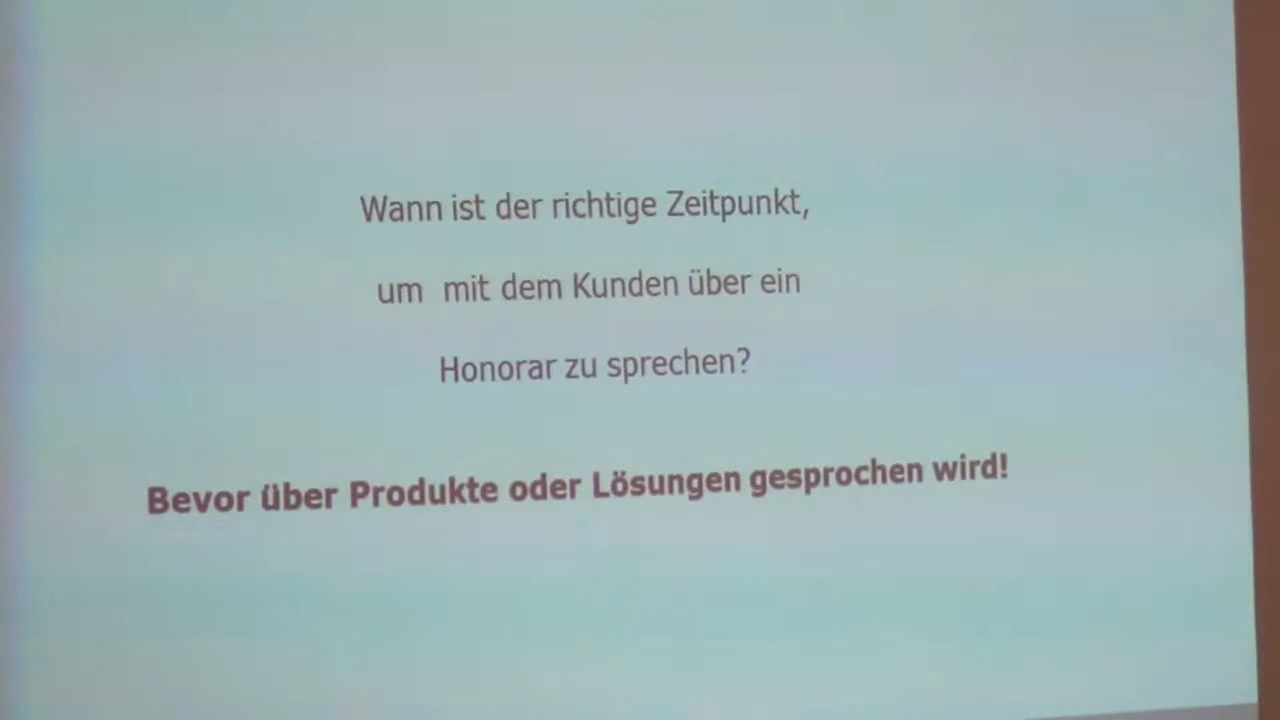 Wann ist der richtige Zeitpunkt,
um mit dem Kunden über ein
Honorar zu sprechen?
Bevor über Produkte oder Lösungen gesprochen wird!